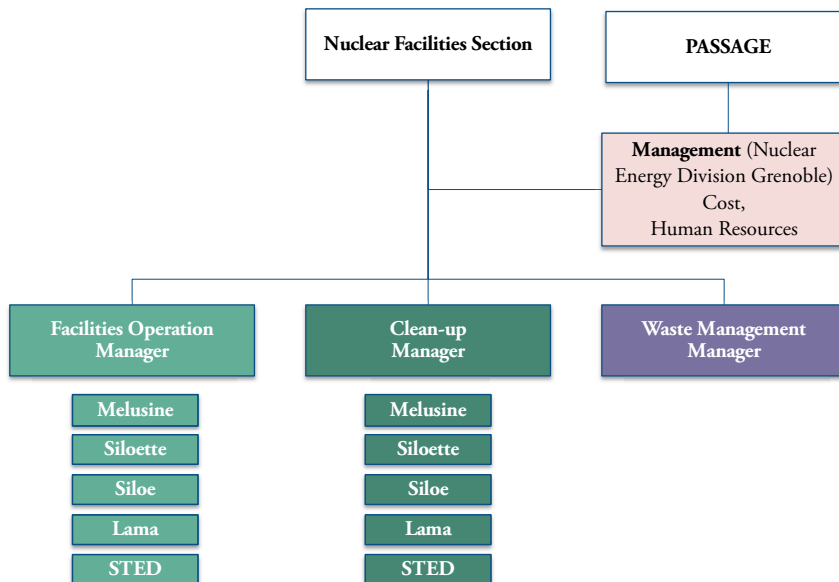 Nuclear Facilities Section
PASSAGE
Management (Nuclear
Energy Division Grenoble)
Cost,
Human Resources
Facilities Operation
Manager
Clean-up
Manager
Waste Management
Manager
Melusine
Siloette
Siloe
Lama
STED
Melusine
Siloette
Siloe
Lama
STED